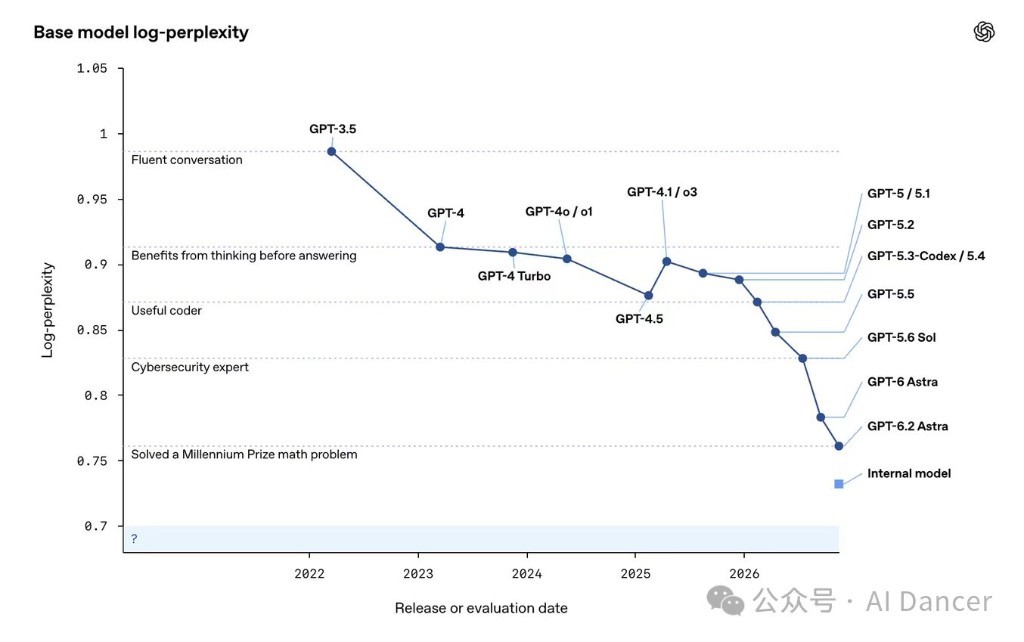 Base model log-perplexity
1.05
1
0.95
0.9
0.85
0.8
0.75
0.7
Log-perplexity
GPT-3.5
Fluent conversation
GPT-4
GPT-4o / o1
GPT-4.1 / o3
Benefits from thinking before answering
GPT-4 Turbo
Useful coder
GPT-4.5
Cybersecurity expert
Solved a Millennium Prize math problem
?
GPT-5 / 5.1
GPT-5.2
GPT-5.3-Codex / 5.4
GPT-5.5
GPT-5.6 Sol
GPT-6 Astra
GPT-6.2 Astra
Internal model
2022
2023
2024
2025
2026
Release or evaluation date
公众号 · AI Dancer